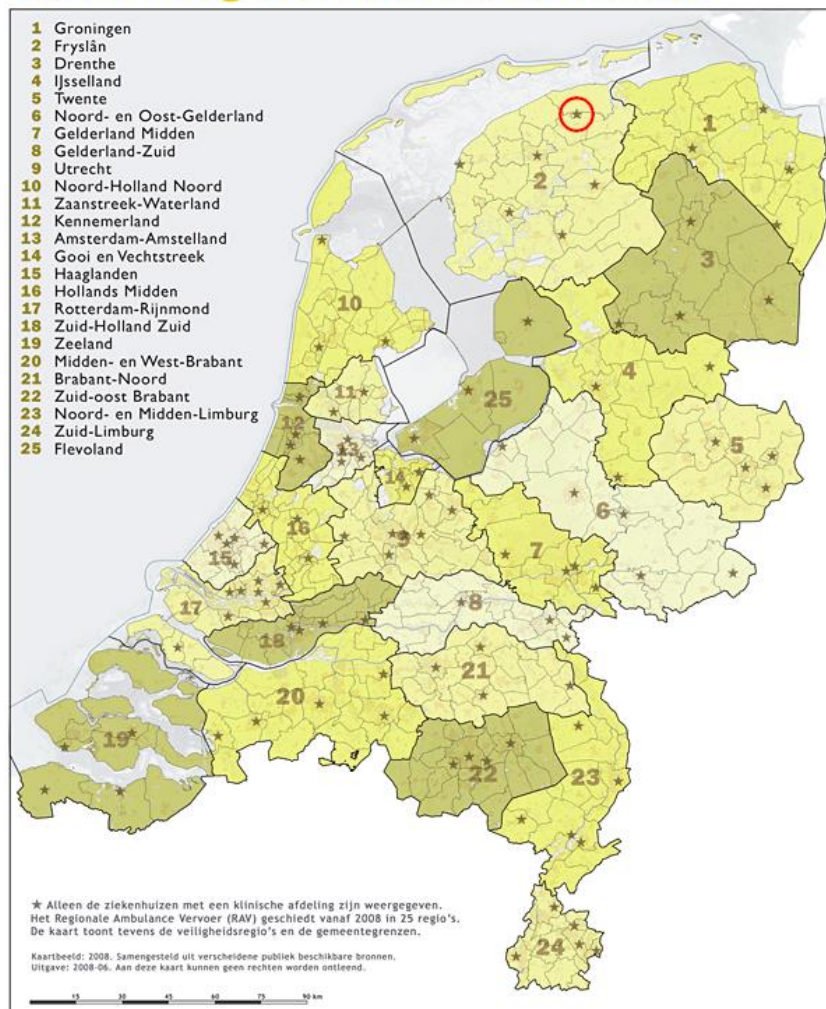 1 Groningen
2 Fryslân
3 Drenthe
4 IJsselland
5 Twente
6 Noord- en Oost-Gelderland
7 Gelderland Midden
8 Gelderland-Zuid
9 Utrecht
10 Noord-Holland Noord
11 Zaanstreek-Waterland
12 Kennemerland
13 Amsterdam-Amstelland
14 Gooi en Vechtstreek
15 Haaglanden
16 Hollands Midden
17 Rotterdam-Rijnmond
18 Zuid-Holland Zuid
19 Zeeland
20 Midden- en West-Brabant
21 Brabant-Noord
22 Zuid-oost Brabant
23 Noord- en Midden-Limburg
24 Zuid-Limburg
25 Flevoland
1
2
3
10
4
11
25
12
13
5
14
6
16
9
15
7
17
8
18
21
20
19
22
23
24
★ Alleen de ziekenhuizen met een klinische afdeling zijn weergegeven.
Het Regionale Ambulance Vervoer (RAV) geschiedt vanaf 2008 in 25 regio's.
De kaart toont tevens de veiligheidsregio's en de gemeentegrenzen.
Kaartbeeld: 2008. Samengesteld uit verscheidene publiek beschikbare bronnen.
Uitgave: 2008-06. Aan deze kaart kunnen geen rechten worden ontleend.
15 30 45 60 75 90 km